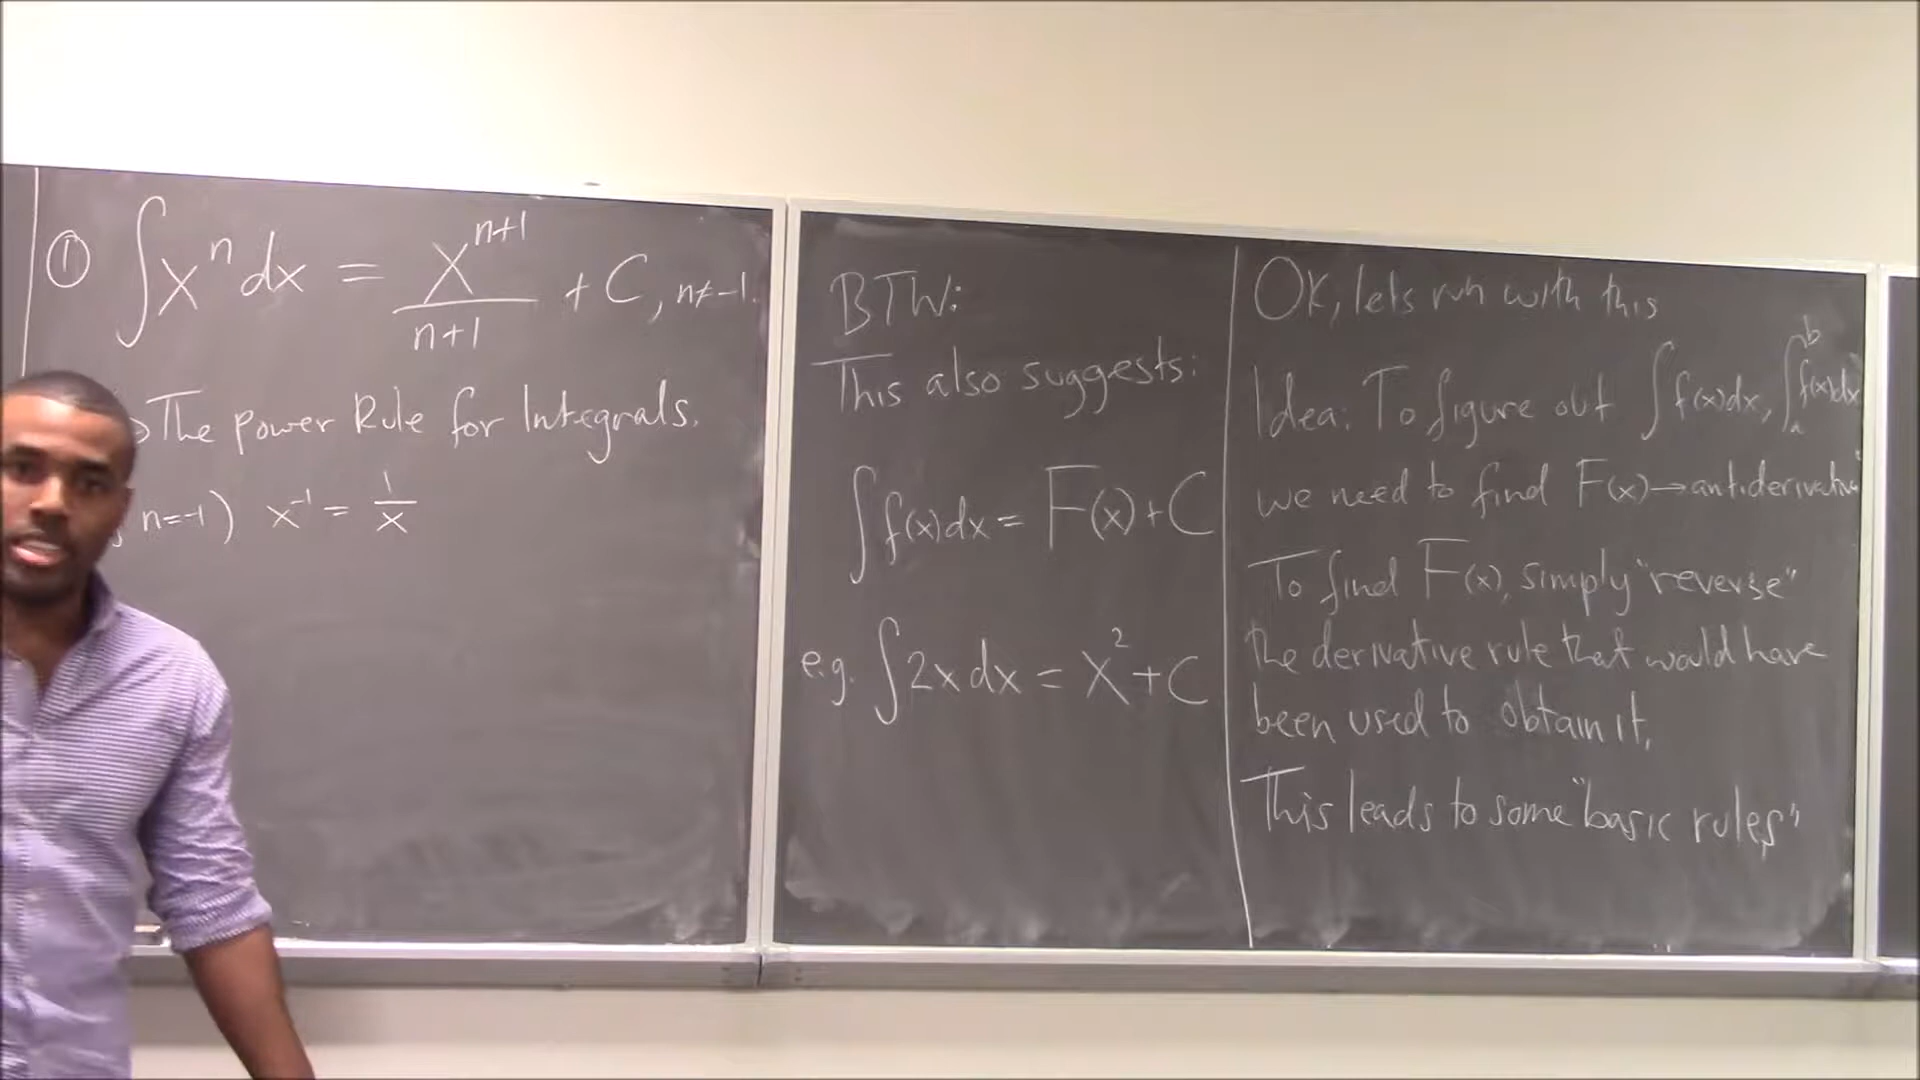 ① ∫xⁿ dx = xⁿ⁺¹/(n+1) + C, n≠-1.
→The power Rule for Integrals.
n=-1) x⁻¹ = 1/x
BTW:
This also suggests:
∫f(x)dx = F(x)+C
e.g. ∫2x dx = x²+C
OK, lets run with this
Idea: To figure out ∫f(x)dx, ∫ₐᵇ f(x)dx
we need to find F(x)→antiderivative"
To find F(x), simply "reverse"
the derivative rule that would have
been used to obtain it.
This leads to some "basic rules"